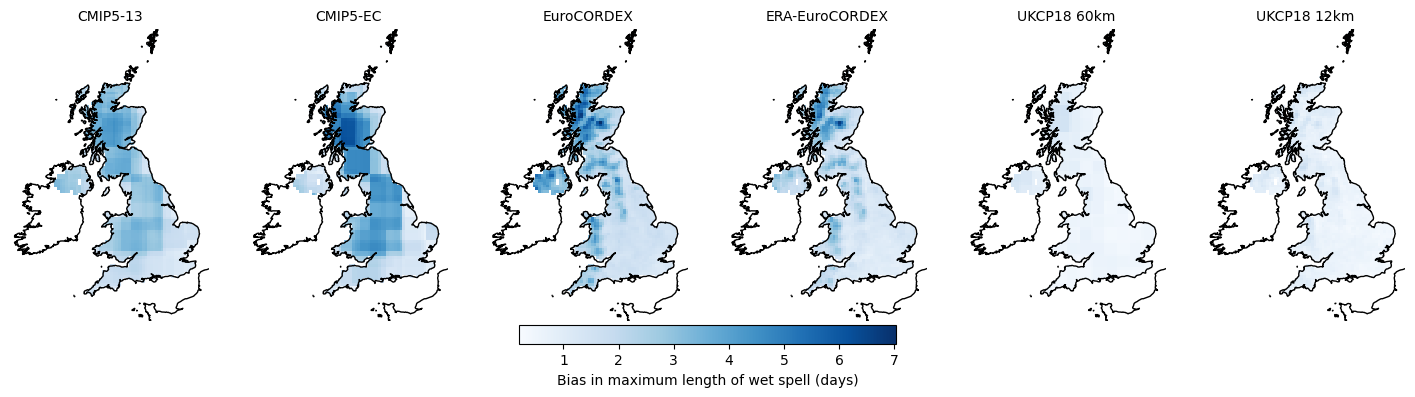 CMIP5-13
CMIP5-EC
EuroCORDEX
ERA-EuroCORDEX
UKCP18 60km
UKCP18 12km
1 2 3 4 5 6 7
Bias in maximum length of wet spell (days)